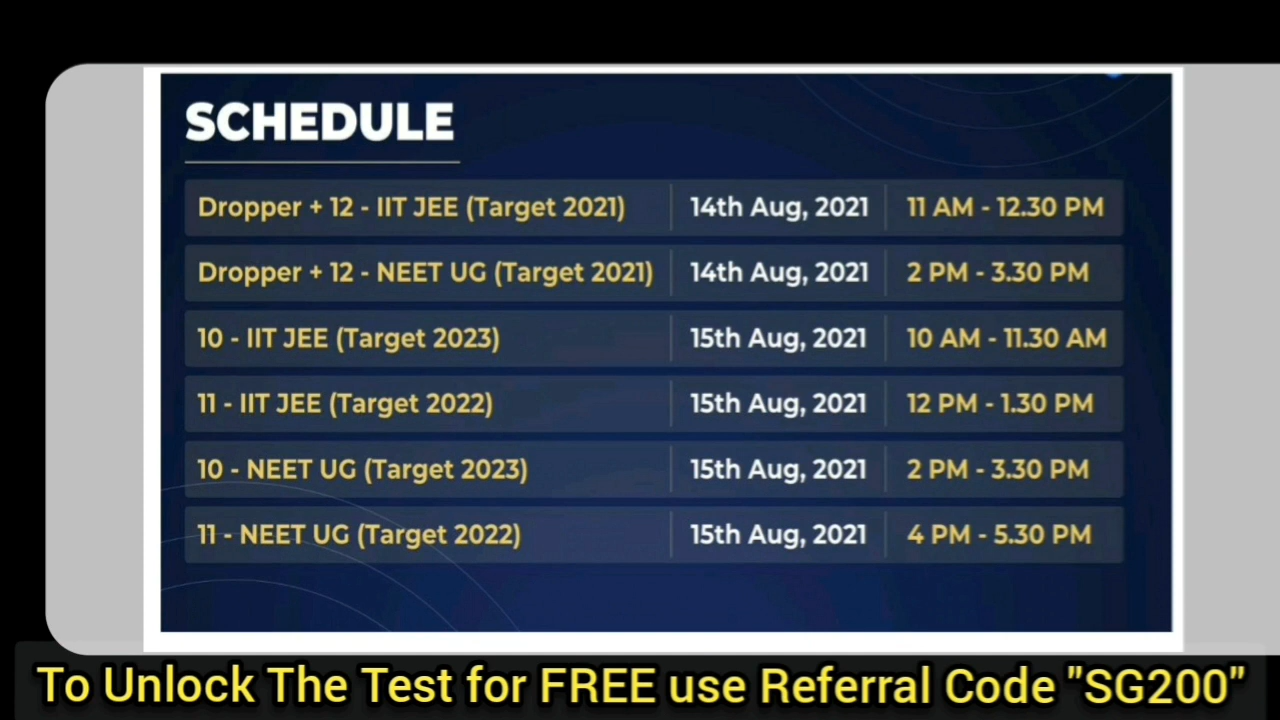 SCHEDULE
Dropper + 12 - IIT JEE (Target 2021) 14th Aug, 2021 11 AM - 12.30 PM
Dropper + 12 - NEET UG (Target 2021) 14th Aug, 2021 2 PM - 3.30 PM
10 - IIT JEE (Target 2023) 15th Aug, 2021 10 AM - 11.30 AM
11 - IIT JEE (Target 2022) 15th Aug, 2021 12 PM - 1.30 PM
10 - NEET UG (Target 2023) 15th Aug, 2021 2 PM - 3.30 PM
11 - NEET UG (Target 2022) 15th Aug, 2021 4 PM - 5.30 PM
To Unlock The Test for FREE use Referral Code "SG200"